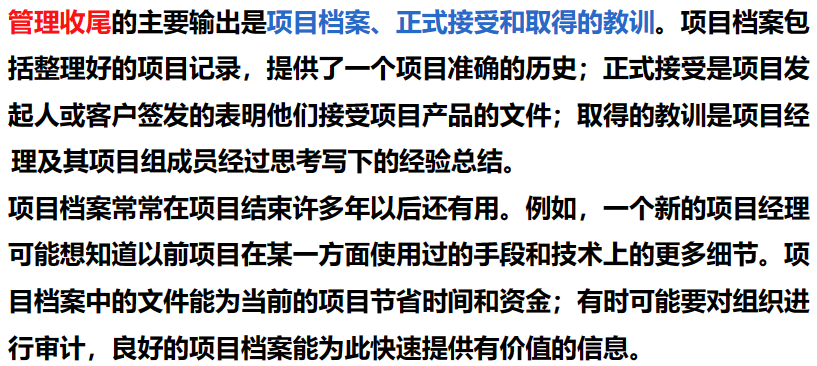 管理收尾的主要输出是项目档案、正式接受和取得的教训。项目档案包
括整理好的项目记录，提供了一个项目准确的历史；正式接受是项目发
起人或客户签发的表明他们接受项目产品的文件；取得的教训是项目经
理及其项目组成员经过思考写下的经验总结。
项目档案常常在项目结束许多年以后还有用。例如，一个新的项目经理
可能想知道以前项目在某一方面使用过的手段和技术上的更多细节。项
目档案中的文件能为当前的项目节省时间和资金；有时可能要对组织进
行审计，良好的项目档案能为此快速提供有价值的信息。